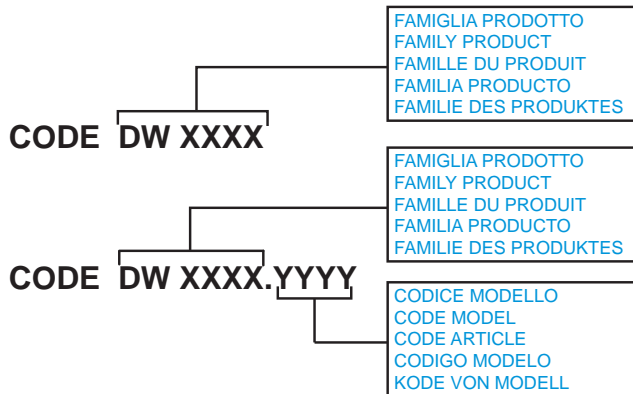 FAMIGLIA PRODOTTO
FAMILY PRODUCT
FAMILLE DU PRODUIT
FAMILIA PRODUCTO
FAMILIE DES PRODUKTES
CODE DW XXXX
FAMIGLIA PRODOTTO
FAMILY PRODUCT
FAMILLE DU PRODUIT
FAMILIA PRODUCTO
FAMILIE DES PRODUKTES
CODE DW XXXX.YYYY
CODICE MODELLO
CODE MODEL
CODE ARTICLE
CODIGO MODELO
KODE VON MODELL